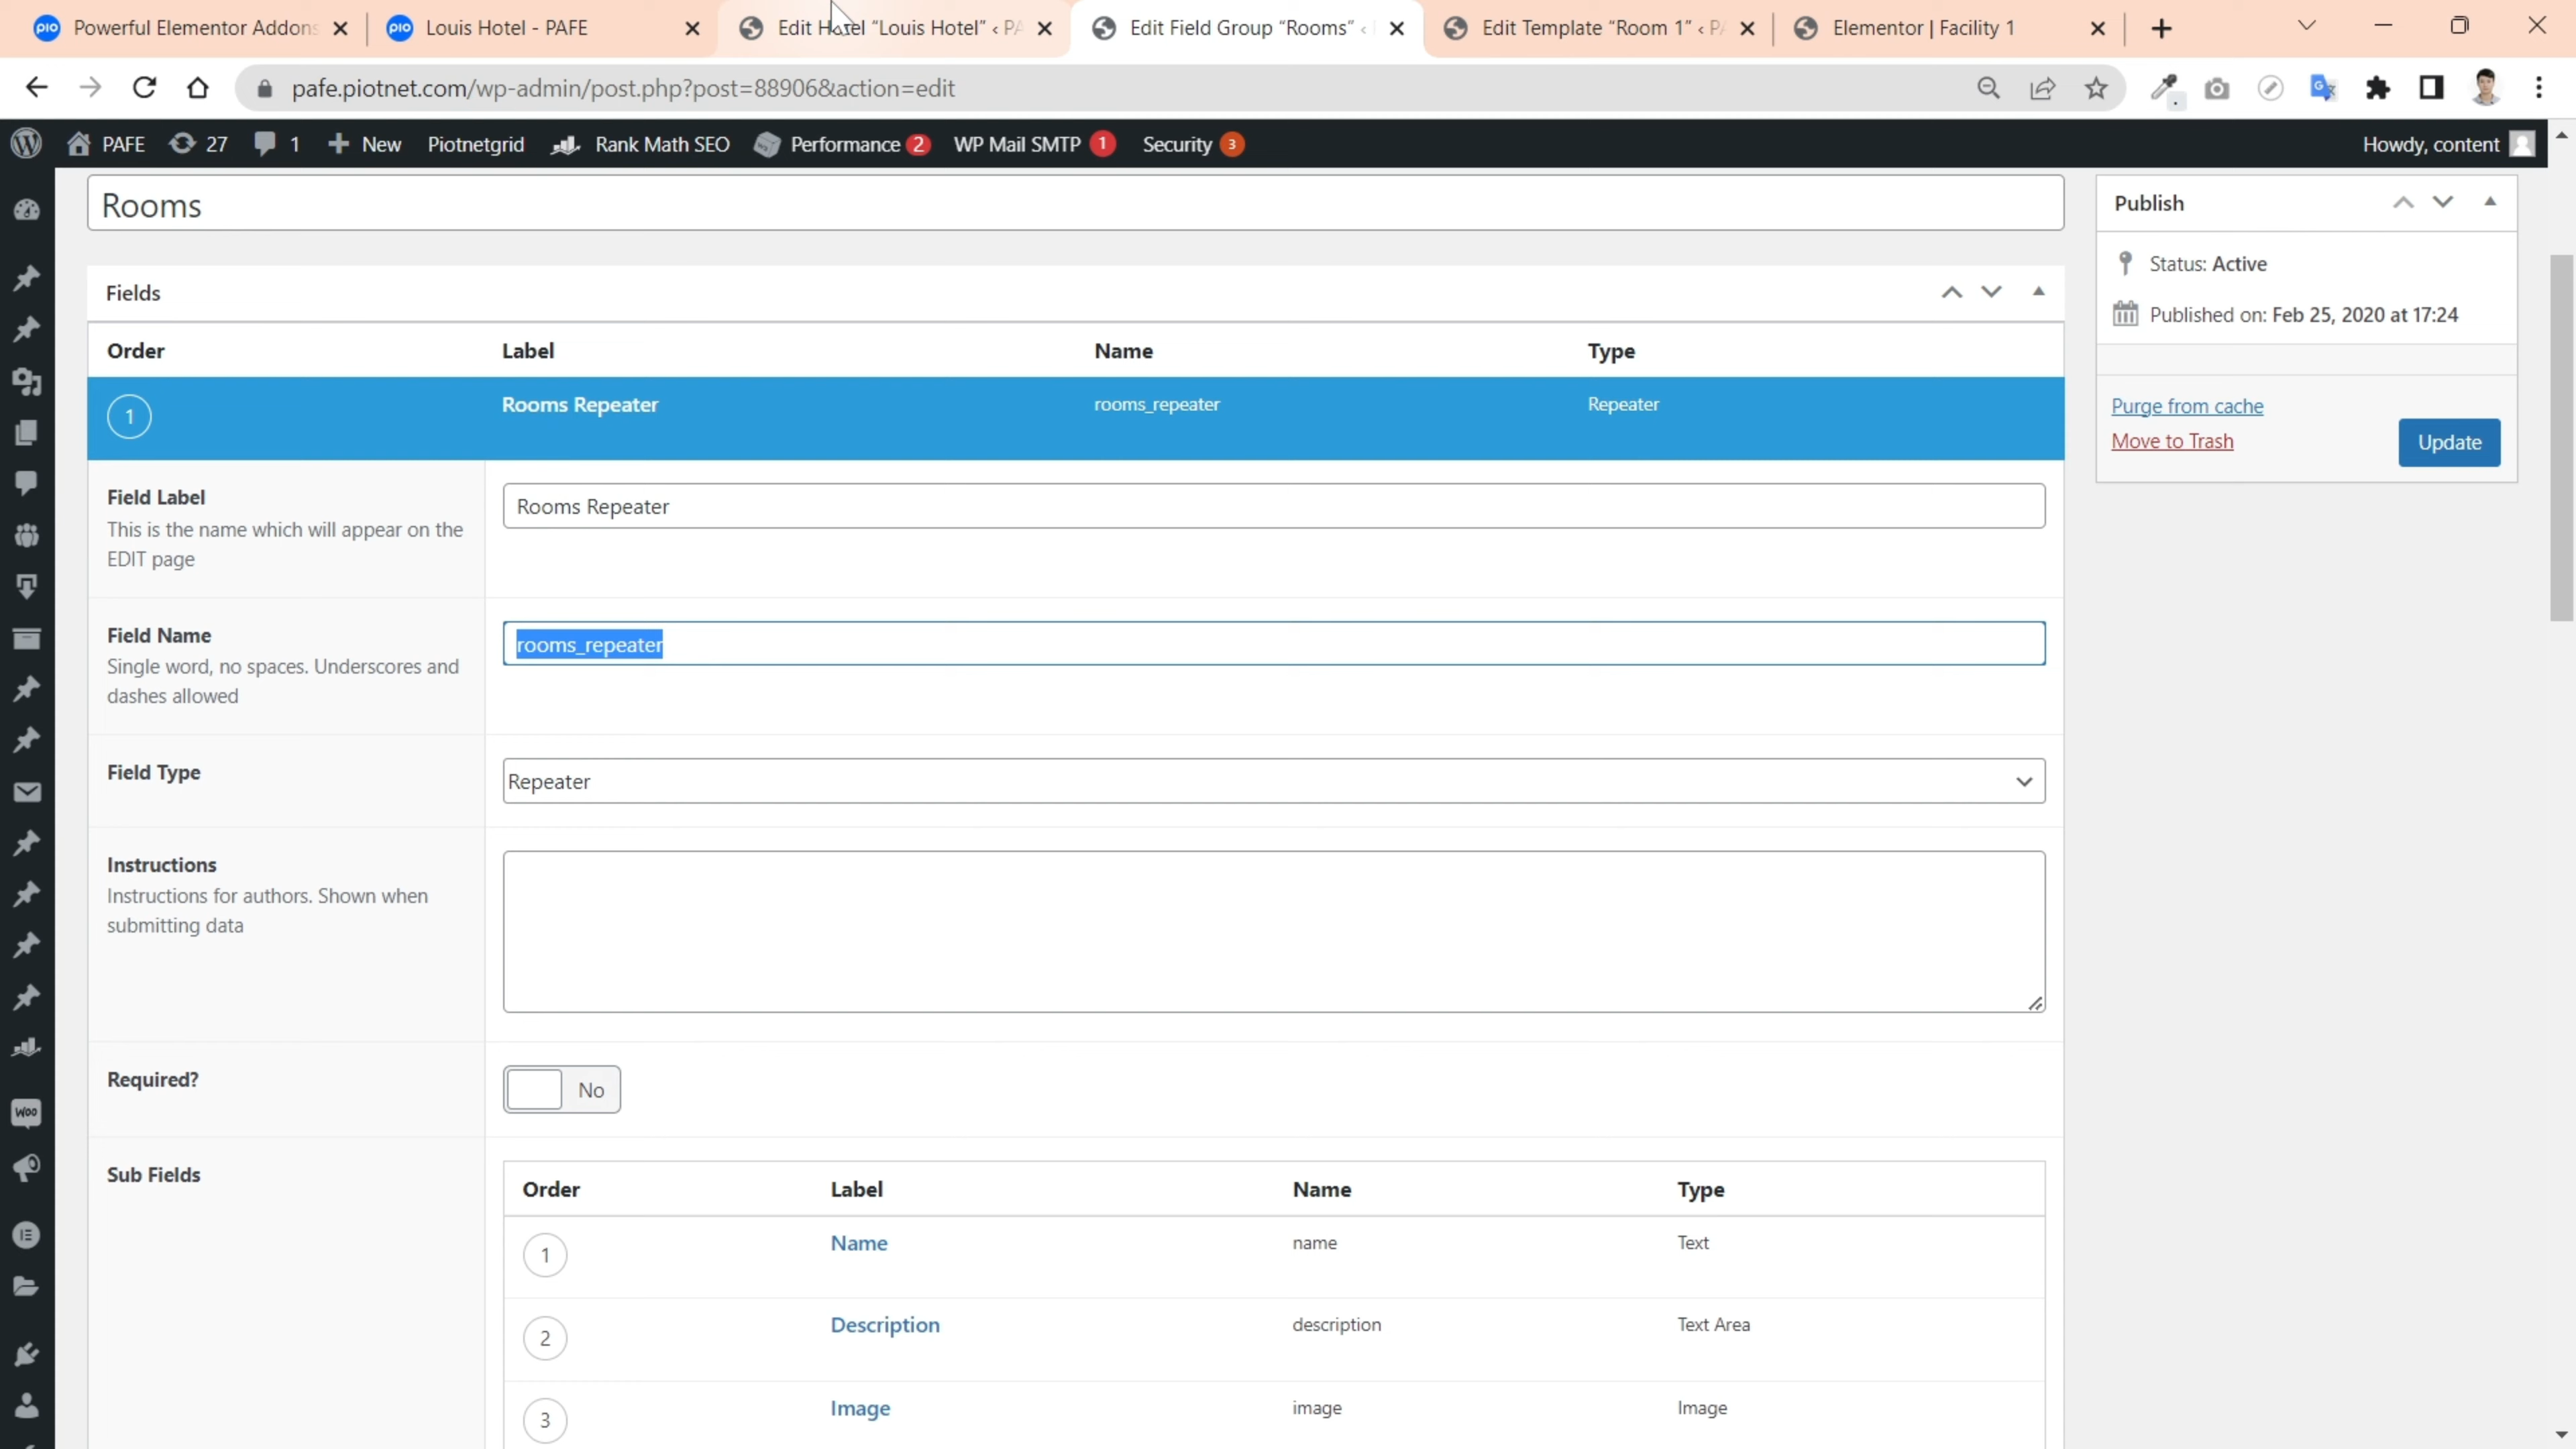 pio Powerful Elementor Addons
pio Louis Hotel - PAFE
Edit Hotel “Louis Hotel” ‹ PA
Edit Field Group “Rooms” ‹
Edit Template “Room 1” ‹ PA
Elementor | Facility 1
pafe.piotnet.com/wp-admin/post.php?post=88906&action=edit
PAFE 27 1 New Piotnetgrid Rank Math SEO Performance 2 WP Mail SMTP 1 Security 3 Howdy, content
Rooms
Fields
Order Label Name Type
1 Rooms Repeater rooms_repeater Repeater
Field Label
This is the name which will appear on the
EDIT page
Rooms Repeater
Field Name
Single word, no spaces. Underscores and
dashes allowed
rooms_repeater
Field Type
Repeater
Instructions
Instructions for authors. Shown when
submitting data
Required?
No
Sub Fields
Order Label Name Type
1 Name name Text
2 Description description Text Area
3 Image image Image
Publish
Status: Active
Published on: Feb 25, 2020 at 17:24
Purge from cache
Move to Trash
Update
Woo